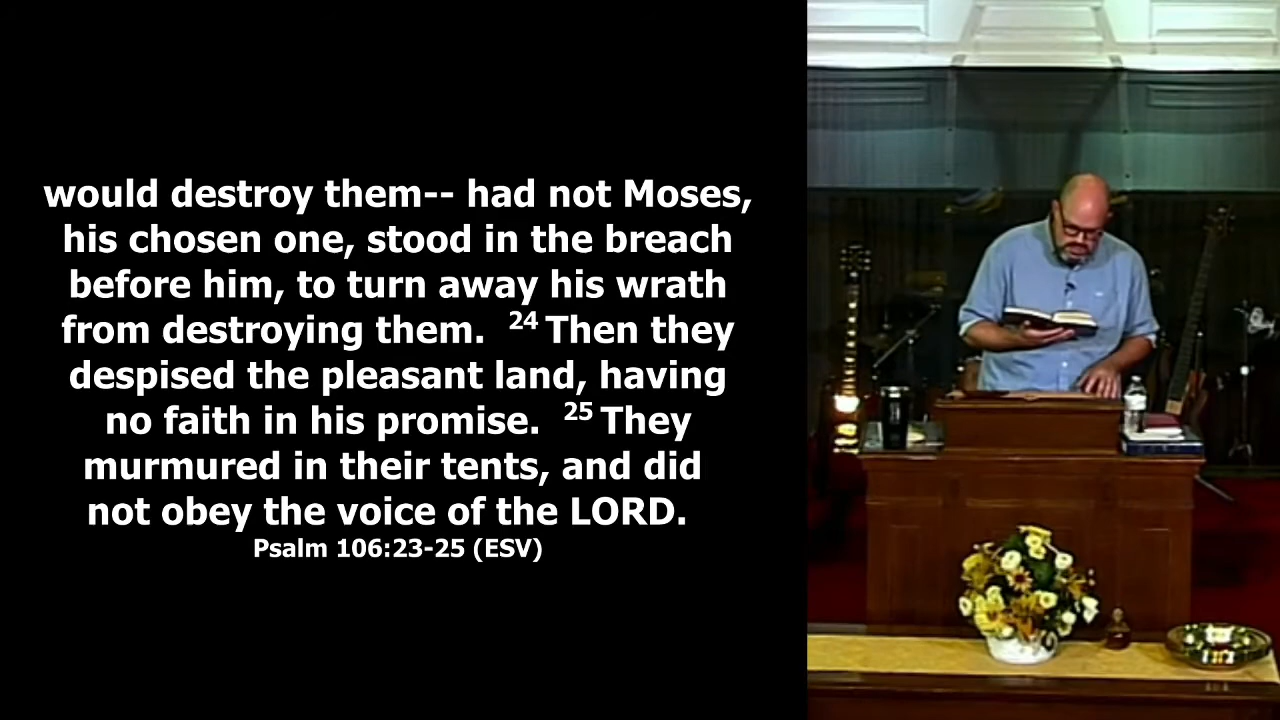 would destroy them-- had not Moses,
his chosen one, stood in the breach
before him, to turn away his wrath
from destroying them. 24 Then they
despised the pleasant land, having
no faith in his promise. 25 They
murmured in their tents, and did
not obey the voice of the LORD.
Psalm 106:23-25 (ESV)